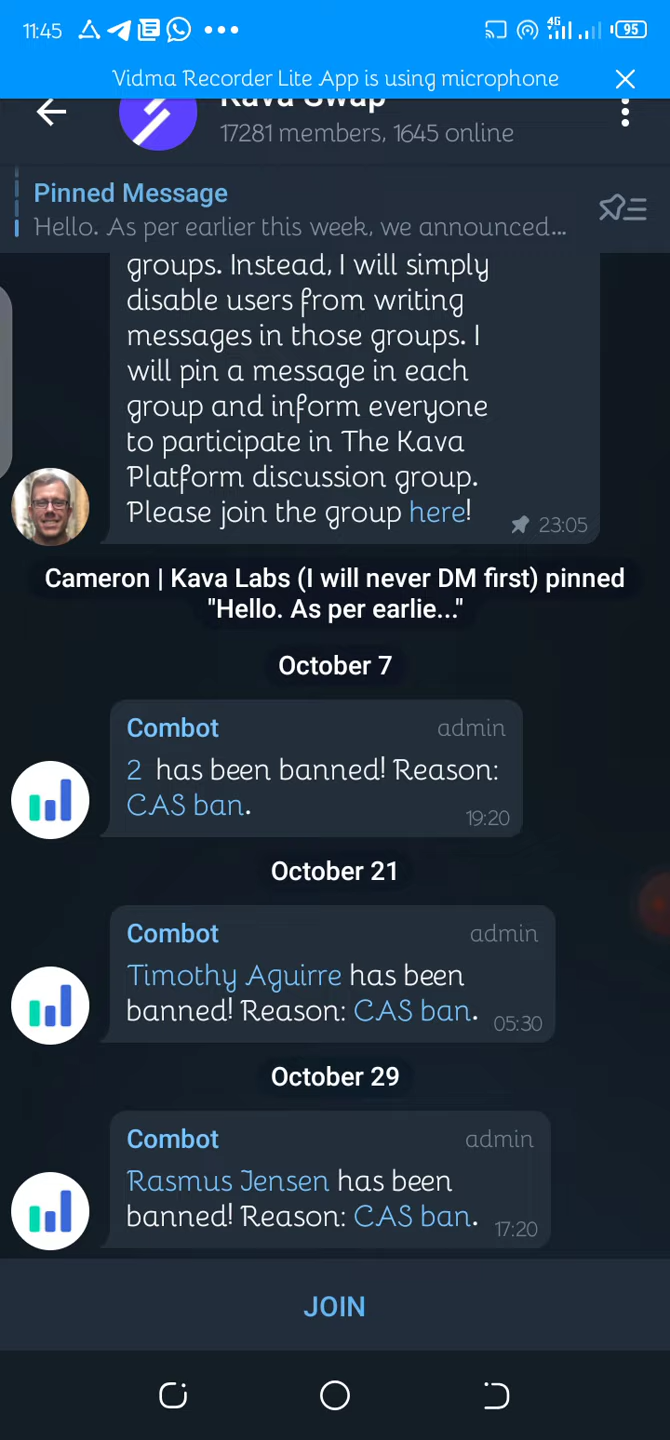 11:45
4G
95
Vidma Recorder Lite App is using microphone
Kava Swap
17281 members, 1645 online
Pinned Message
Hello. As per earlier this week, we announced...
groups. Instead, I will simply
disable users from writing
messages in those groups. I
will pin a message in each
group and inform everyone
to participate in The Kava
Platform discussion group.
Please join the group here!
23:05
Cameron | Kava Labs (I will never DM first) pinned
"Hello. As per earlie..."
October 7
Combot admin
2 has been banned! Reason:
CAS ban.
19:20
October 21
Combot admin
Timothy Aguirre has been
banned! Reason: CAS ban.
05:30
October 29
Combot admin
Rasmus Jensen has been
banned! Reason: CAS ban.
17:20
JOIN